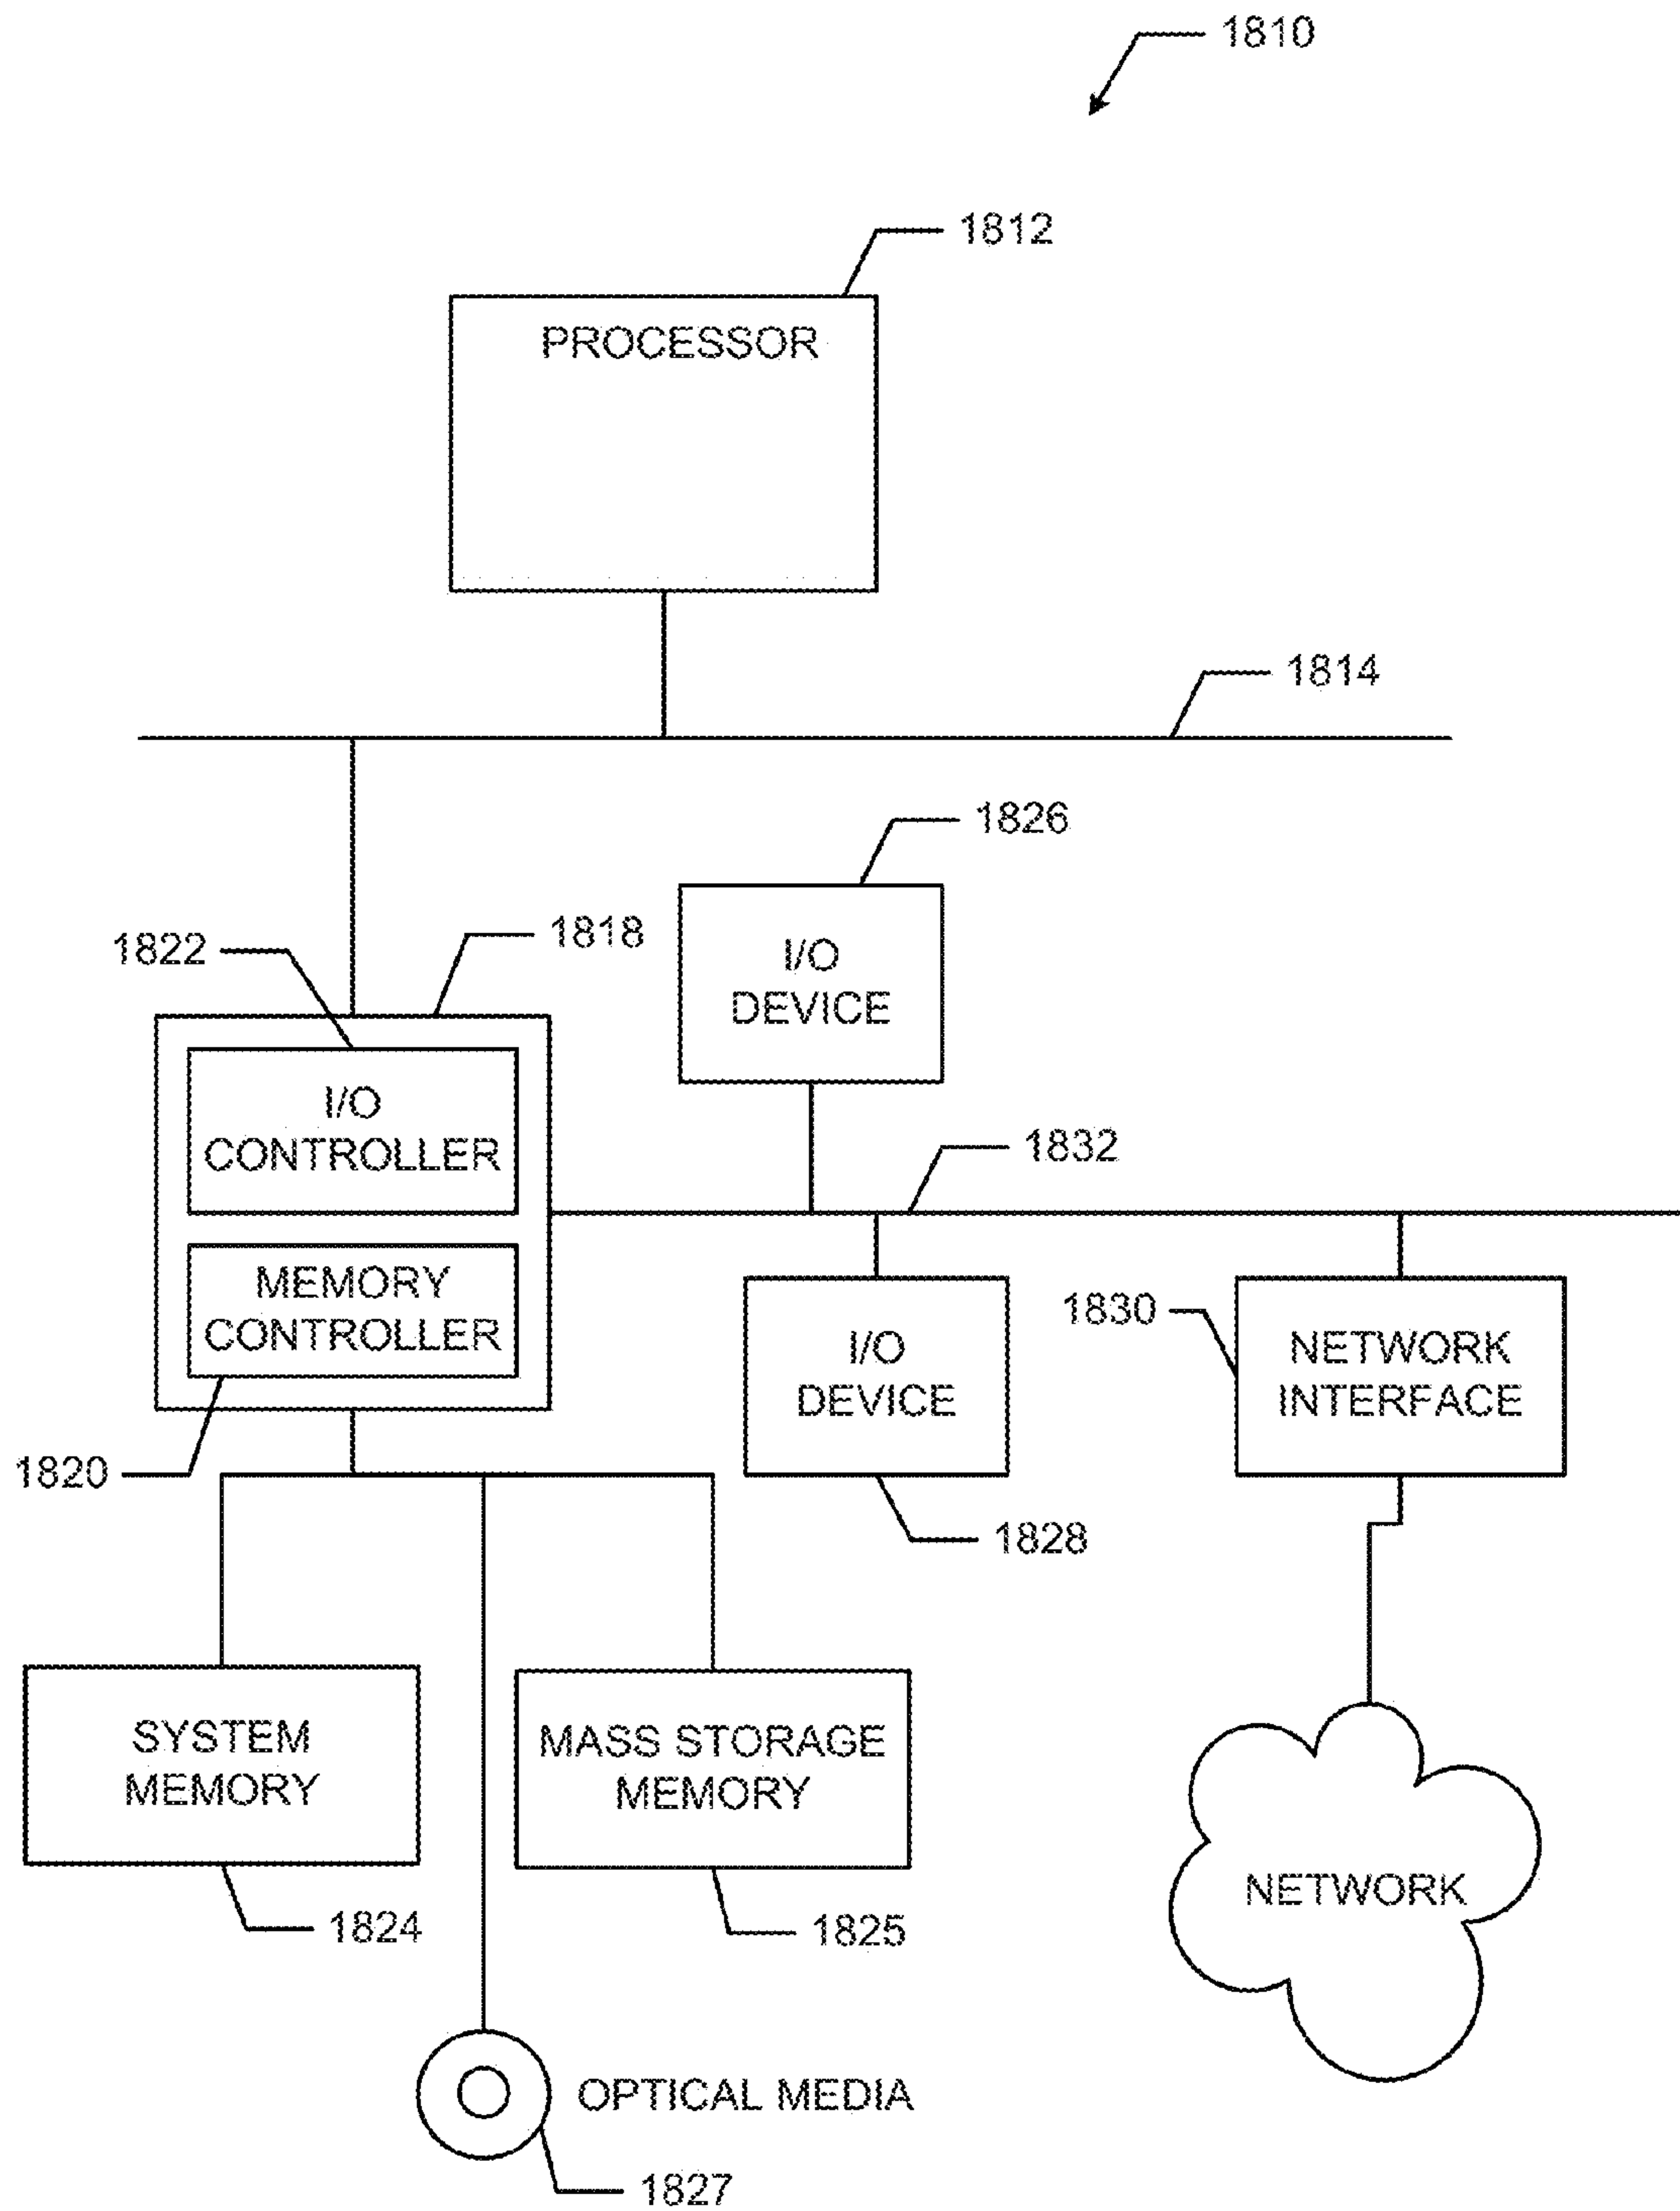 1810
1812
PROCESSOR
1814
1826
1822
1818
I/O
DEVICE
I/O
CONTROLLER
1832
MEMORY
CONTROLLER
1830
I/O
DEVICE
NETWORK
INTERFACE
1820
1828
SYSTEM
MEMORY
MASS STORAGE
MEMORY
NETWORK
1824
1825
OPTICAL MEDIA
1827